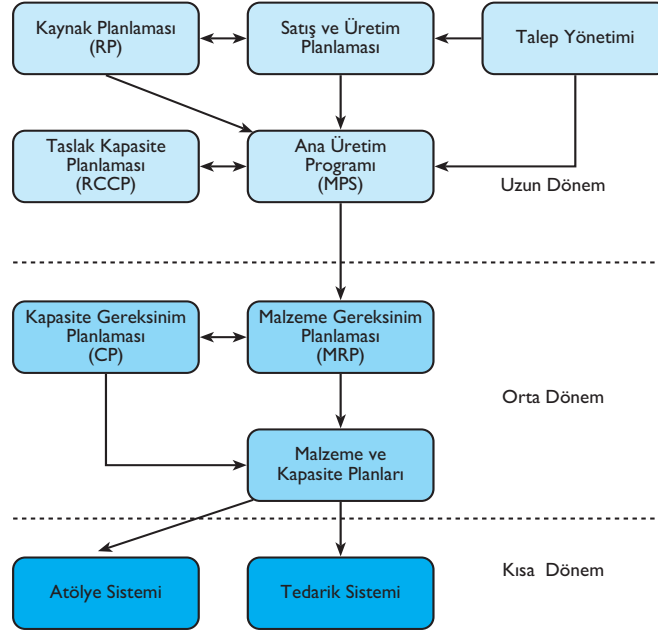 Kaynak Planlaması
(RP)
Satış ve Üretim
Planlaması
Talep Yönetimi
Taslak Kapasite
Planlaması
(RCCP)
Ana Üretim
Programı
(MPS)
Uzun Dönem
Kapasite Gereksinim
Planlaması
(CP)
Malzeme Gereksinim
Planlaması
(MRP)
Orta Dönem
Malzeme ve
Kapasite Planları
Atölye Sistemi
Tedarik Sistemi
Kısa Dönem